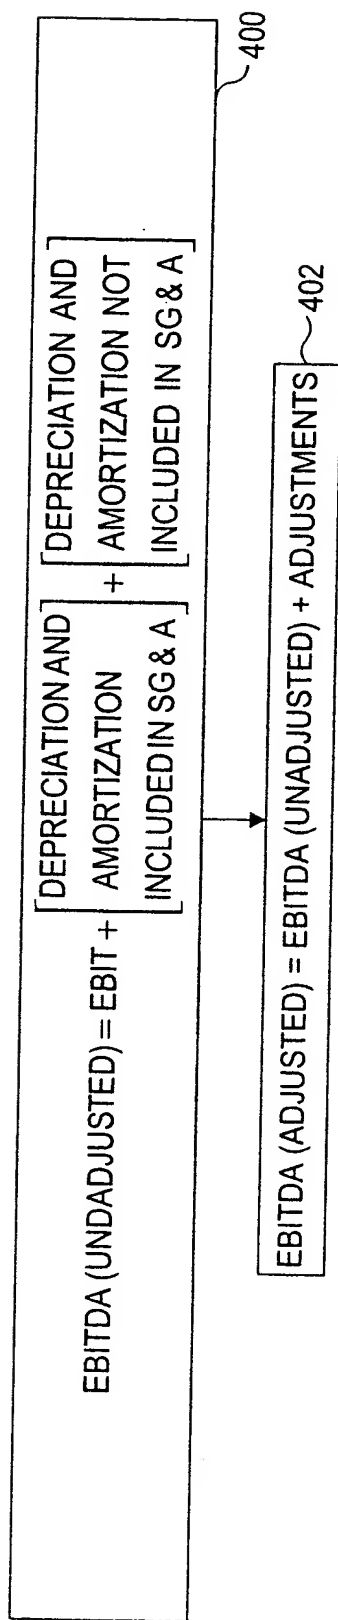 EBITDA (UNDADJUSTED) = EBIT + [DEPRECIATION AND AMORTIZATION INCLUDED IN SG & A] + [DEPRECIATION AND AMORTIZATION NOT INCLUDED IN SG & A]
400
EBITDA (ADJUSTED) = EBITDA (UNADJUSTED) + ADJUSTMENTS
402